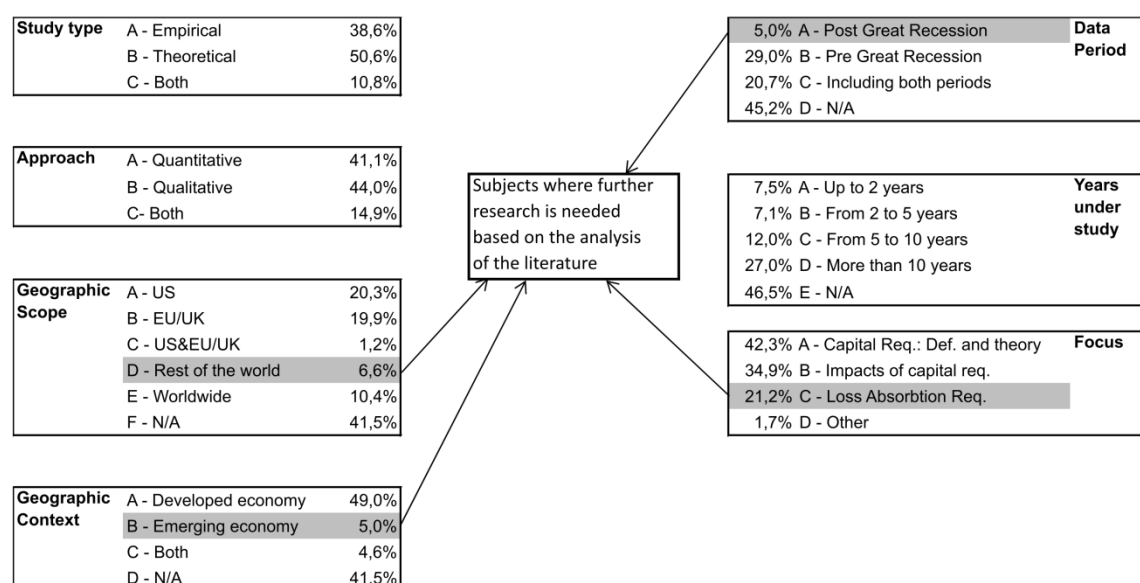 Study type A - Empirical 38,6%
B - Theoretical 50,6%
C - Both 10,8%
Approach A - Quantitative 41,1%
B - Qualitative 44,0%
C- Both 14,9%
Geographic A - US 20,3%
Scope B - EU/UK 19,9%
C - US&EU/UK 1,2%
D - Rest of the world 6,6%
E - Worldwide 10,4%
F - N/A 41,5%
Geographic A - Developed economy 49,0%
Context B - Emerging economy 5,0%
C - Both 4,6%
D - N/A 41,5%
Subjects where further
research is needed
based on the analysis
of the literature
5,0% A - Post Great Recession Data
29,0% B - Pre Great Recession Period
20,7% C - Including both periods
45,2% D - N/A
7,5% A - Up to 2 years Years
7,1% B - From 2 to 5 years under
12,0% C - From 5 to 10 years study
27,0% D - More than 10 years
46,5% E - N/A
42,3% A - Capital Req.: Def. and theory Focus
34,9% B - Impacts of capital req.
21,2% C - Loss Absorbtion Req.
1,7% D - Other